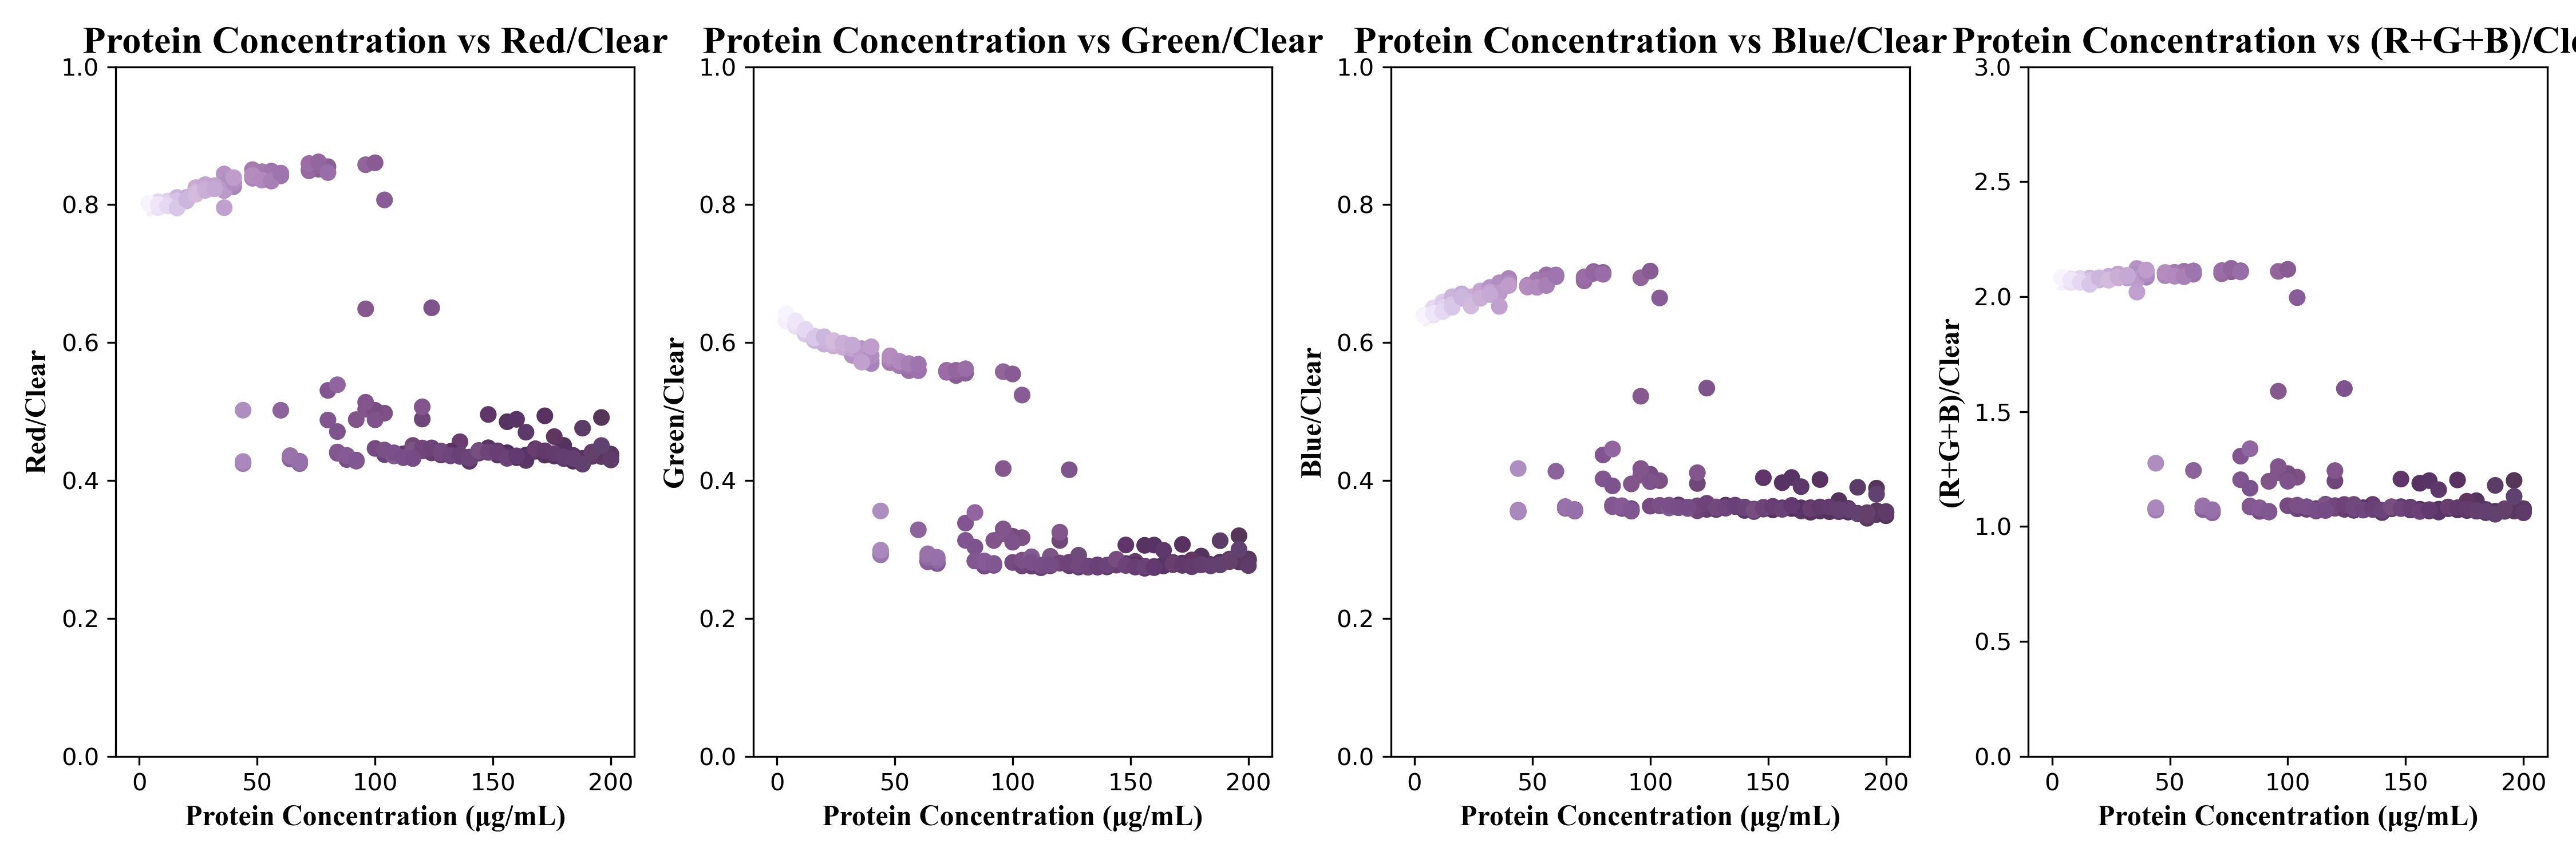 Protein Concentration vs Red/Clear
1.0
0.8
0.6
0.4
0.2
0.0
Red/Clear
0 50 100 150 200
Protein Concentration (μg/mL)
Protein Concentration vs Green/Clear
1.0
0.8
0.6
0.4
0.2
0.0
Green/Clear
0 50 100 150 200
Protein Concentration (μg/mL)
Protein Concentration vs Blue/Clear
1.0
0.8
0.6
0.4
0.2
0.0
Blue/Clear
0 50 100 150 200
Protein Concentration (μg/mL)
Protein Concentration vs (R+G+B)/Cl
3.0
2.5
2.0
1.5
1.0
0.5
0.0
(R+G+B)/Clear
0 50 100 150 200
Protein Concentration (μg/mL)